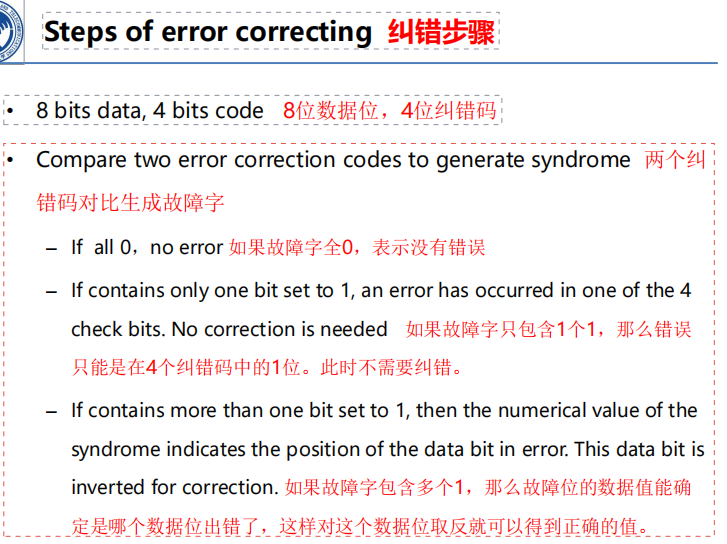 Steps of error correcting 纠错步骤
• 8 bits data, 4 bits code 8位数据位，4位纠错码
• Compare two error correction codes to generate syndrome 两个纠
错码对比生成故障字
– If all 0，no error 如果故障字全0，表示没有错误
– If contains only one bit set to 1, an error has occurred in one of the 4
check bits. No correction is needed 如果故障字只包含1个1，那么错误
只能是在4个纠错码中的1位。此时不需要纠错。
– If contains more than one bit set to 1, then the numerical value of the
syndrome indicates the position of the data bit in error. This data bit is
inverted for correction. 如果故障字包含多个1，那么故障位的数据值能确
定是哪个数据位出错了，这样对这个数据位取反就可以得到正确的值。